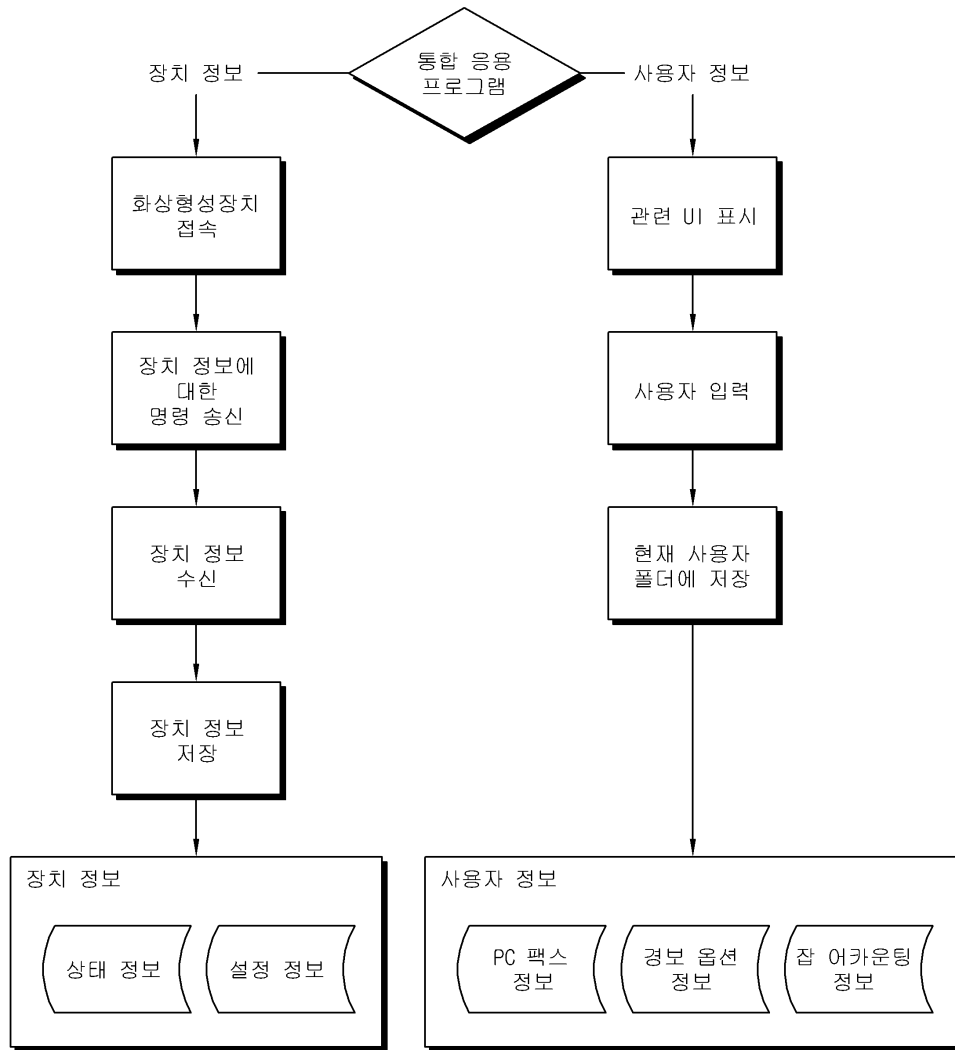 통합 응용
프로그램
장치 정보
사용자 정보
화상형성장치
접속
장치 정보에
대한
명령 송신
장치 정보
수신
장치 정보
저장
장치 정보
상태 정보
설정 정보
관련 UI 표시
사용자 입력
현재 사용자
폴더에 저장
사용자 정보
PC 팩스
정보
경보 옵션
정보
잡 어카운팅
정보